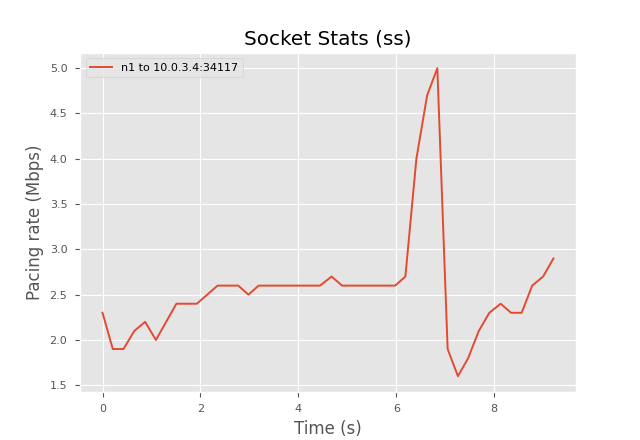 Socket Stats (ss)
n1 to 10.0.3.4:34117
Pacing rate (Mbps)
5.0
4.5
4.0
3.5
3.0
2.5
2.0
1.5
0 2 4 6 8
Time (s)